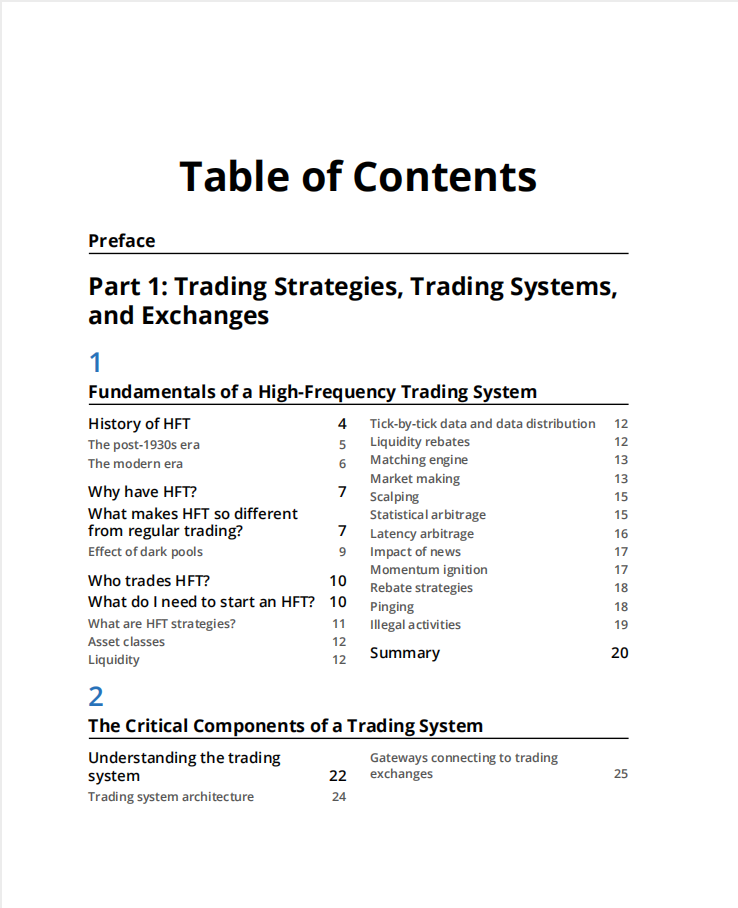 Table of Contents
Preface
Part 1: Trading Strategies, Trading Systems,
and Exchanges
1
Fundamentals of a High-Frequency Trading System
History of HFT 4
The post-1930s era 5
The modern era 6
Why have HFT? 7
What makes HFT so different
from regular trading? 7
Effect of dark pools 9
Who trades HFT? 10
What do I need to start an HFT? 10
What are HFT strategies? 11
Asset classes 12
Liquidity 12
Tick-by-tick data and data distribution 12
Liquidity rebates 12
Matching engine 13
Market making 13
Scalping 15
Statistical arbitrage 15
Latency arbitrage 16
Impact of news 17
Momentum ignition 17
Rebate strategies 18
Pinging 18
Illegal activities 19
Summary 20
2
The Critical Components of a Trading System
Understanding the trading
system 22
Trading system architecture 24
Gateways connecting to trading
exchanges 25